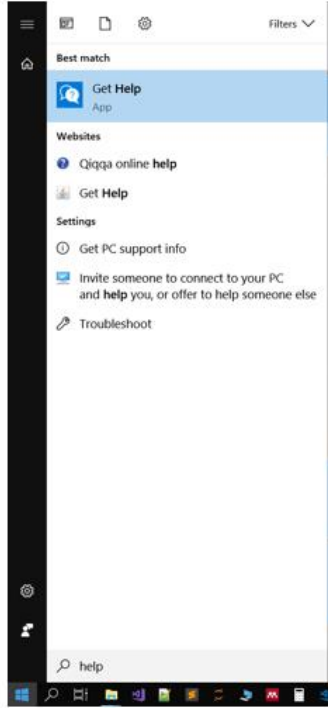 Filters
Best match
Get Help
App
Websites
Qiqqa online help
Get Help
Settings
Get PC support info
Invite someone to connect to your PC
and help you, or offer to help someone else
Troubleshoot
help